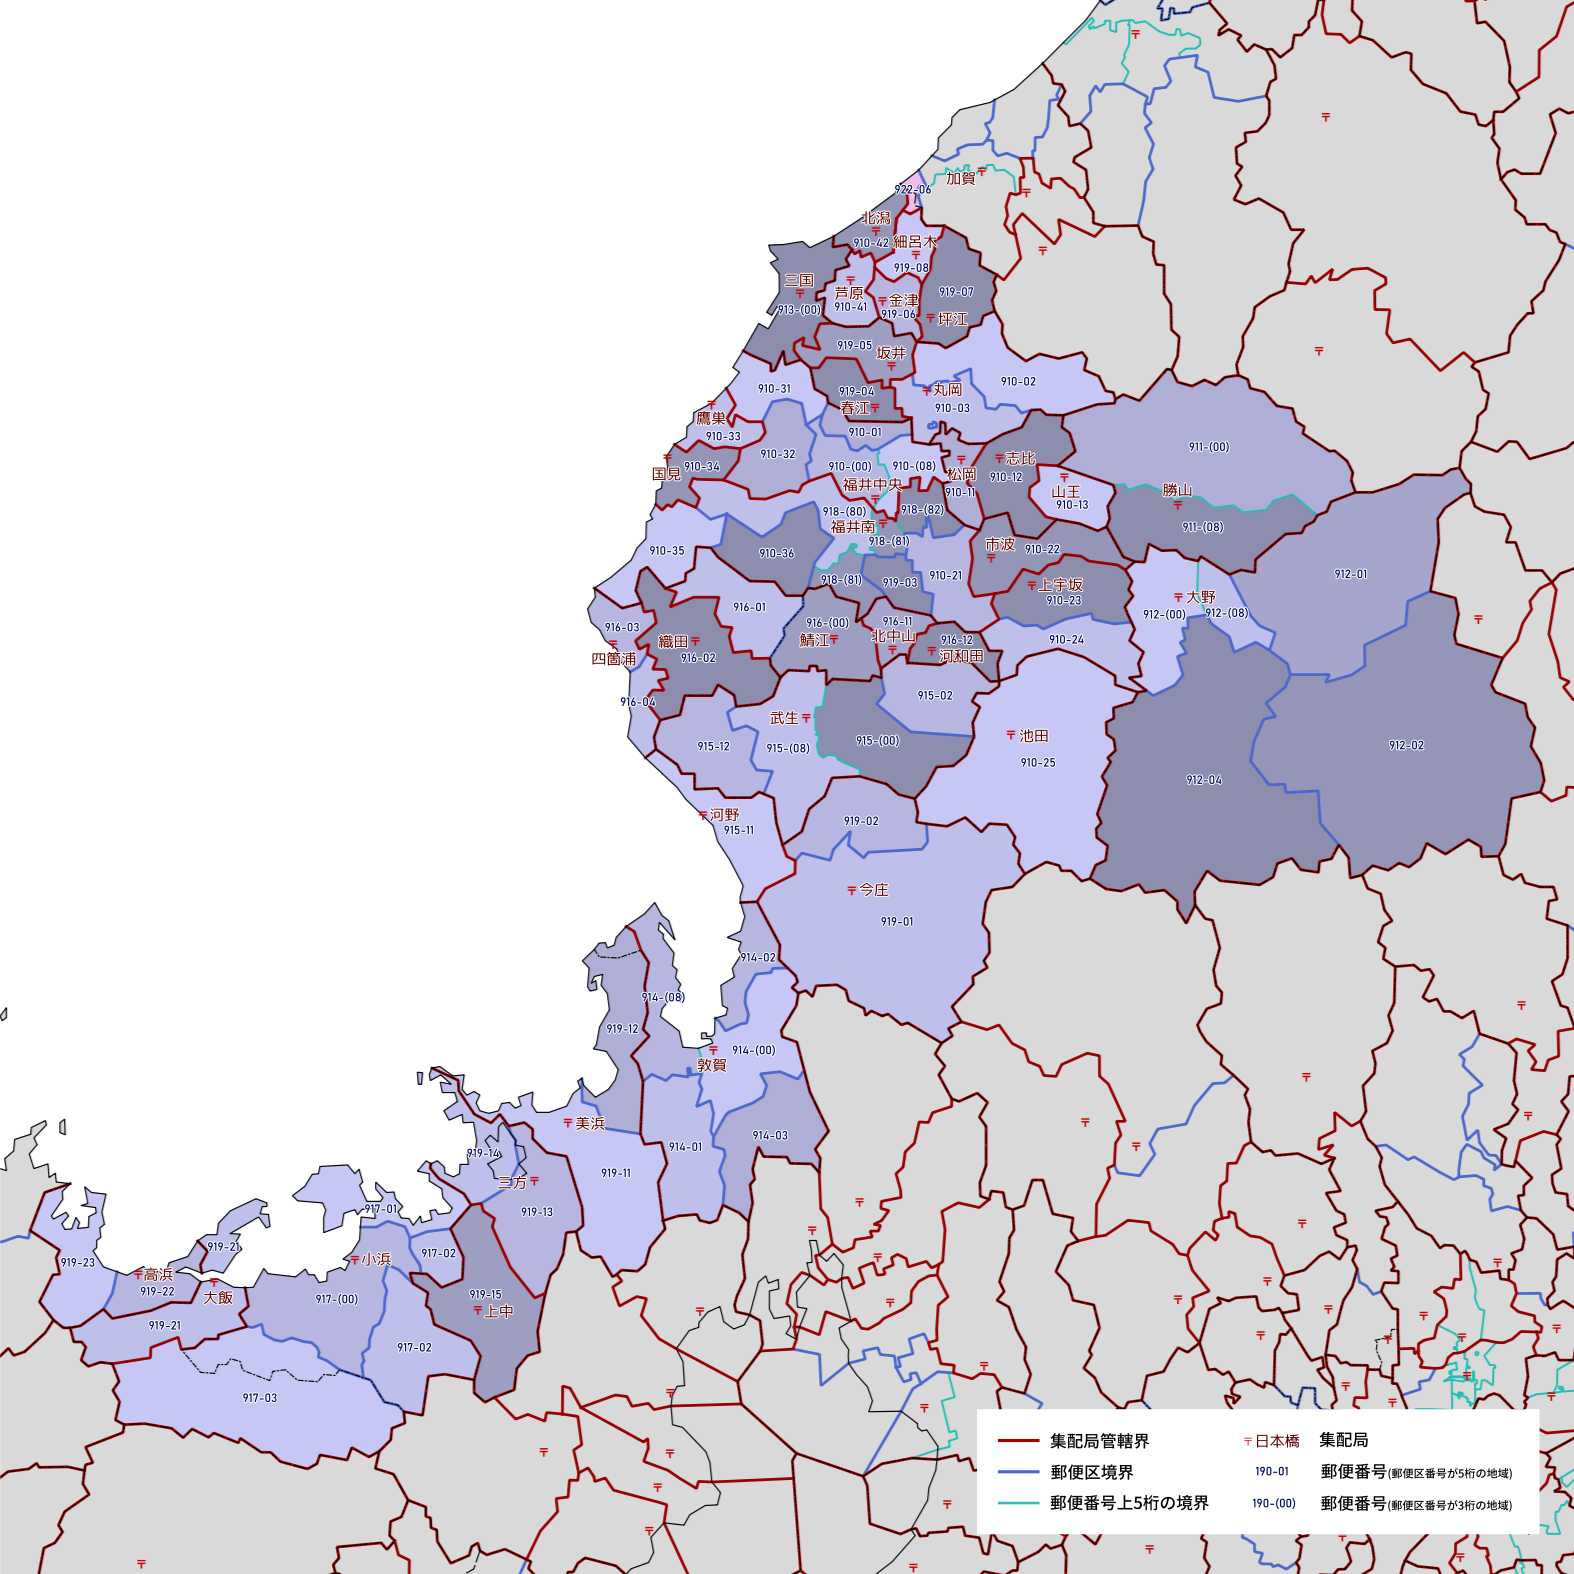 加賀
922-06
北潟
910-42
細呂木
919-08
三国
913-(00)
芦原
910-41
金津
919-06
919-07
坪江
919-05
坂井
910-31
919-04
春江
丸岡
910-02
910-03
鷹巣
910-33
910-01
911-(00)
国見
910-34
910-32
910-(00)
910-(08)
松岡
志比
910-12
福井中央
910-11
山王
910-13
勝山
918-(80)
918-(82)
福井南
911-(08)
918-(81)
910-35
910-36
市波
910-22
918-(81)
919-03
910-21
912-01
上宇坂
910-23
大野
912-(00)
912-(08)
916-01
916-03
916-(00)
916-11
四箇浦
織田
916-02
鯖江
北中山
916-12
河和田
910-24
916-04
915-02
武生
915-12
915-(08)
915-(00)
池田
910-25
912-02
912-04
河野
915-11
919-02
今庄
919-01
914-02
914-(08)
919-12
914-(00)
敦賀
美浜
914-03
919-14
914-01
三方
919-11
917-01
919-13
919-21
917-02
小浜
919-23
高浜
919-22
大飯
917-(00)
919-15
上中
919-21
917-02
917-03
集配局管轄界
日本橋 集配局
郵便区境界
190-01 郵便番号(郵便区番号が5桁の地域)
郵便番号上5桁の境界
190-(00) 郵便番号(郵便区番号が3桁の地域)